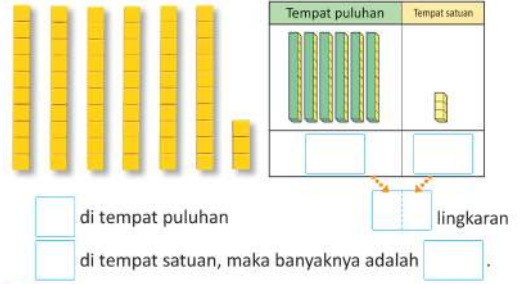 Tempat puluhan Tempat satuan
lingkaran
di tempat puluhan
di tempat satuan, maka banyaknya adalah .